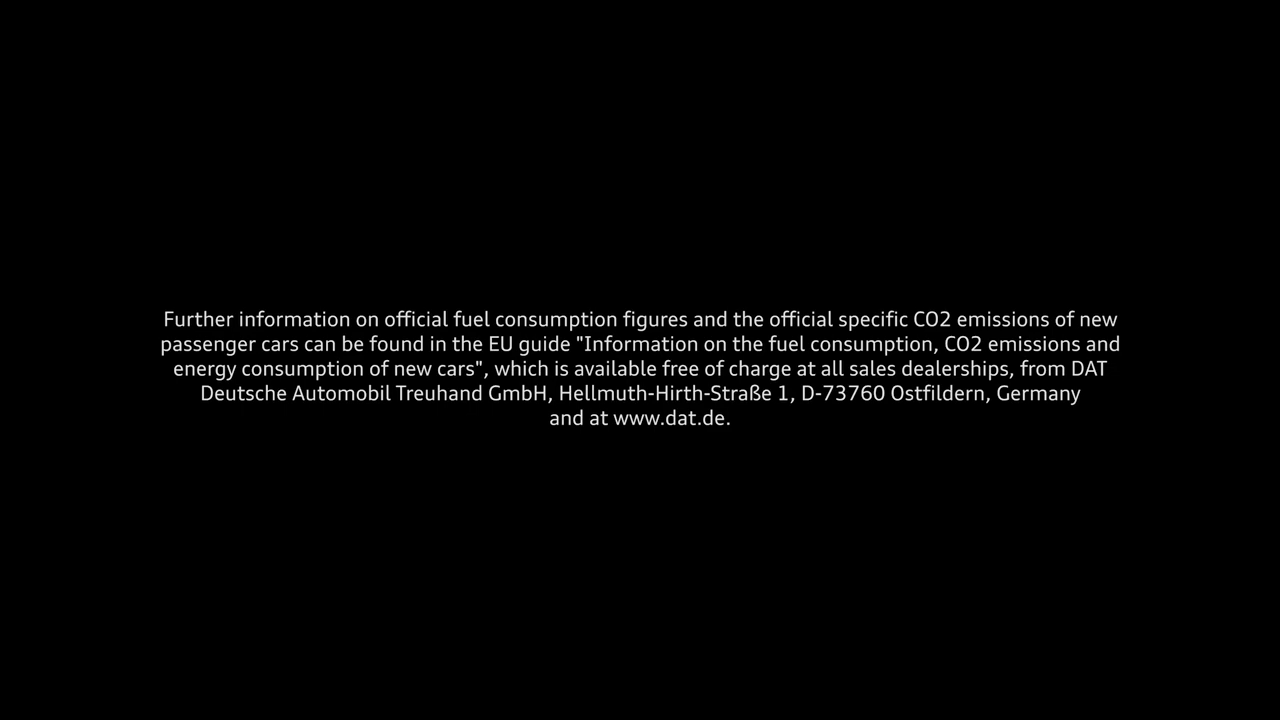 Further information on official fuel consumption figures and the official specific CO2 emissions of new
passenger cars can be found in the EU guide "Information on the fuel consumption, CO2 emissions and
energy consumption of new cars", which is available free of charge at all sales dealerships, from DAT
Deutsche Automobil Treuhand GmbH, Hellmuth-Hirth-Straße 1, D-73760 Ostfildern, Germany
and at www.dat.de.